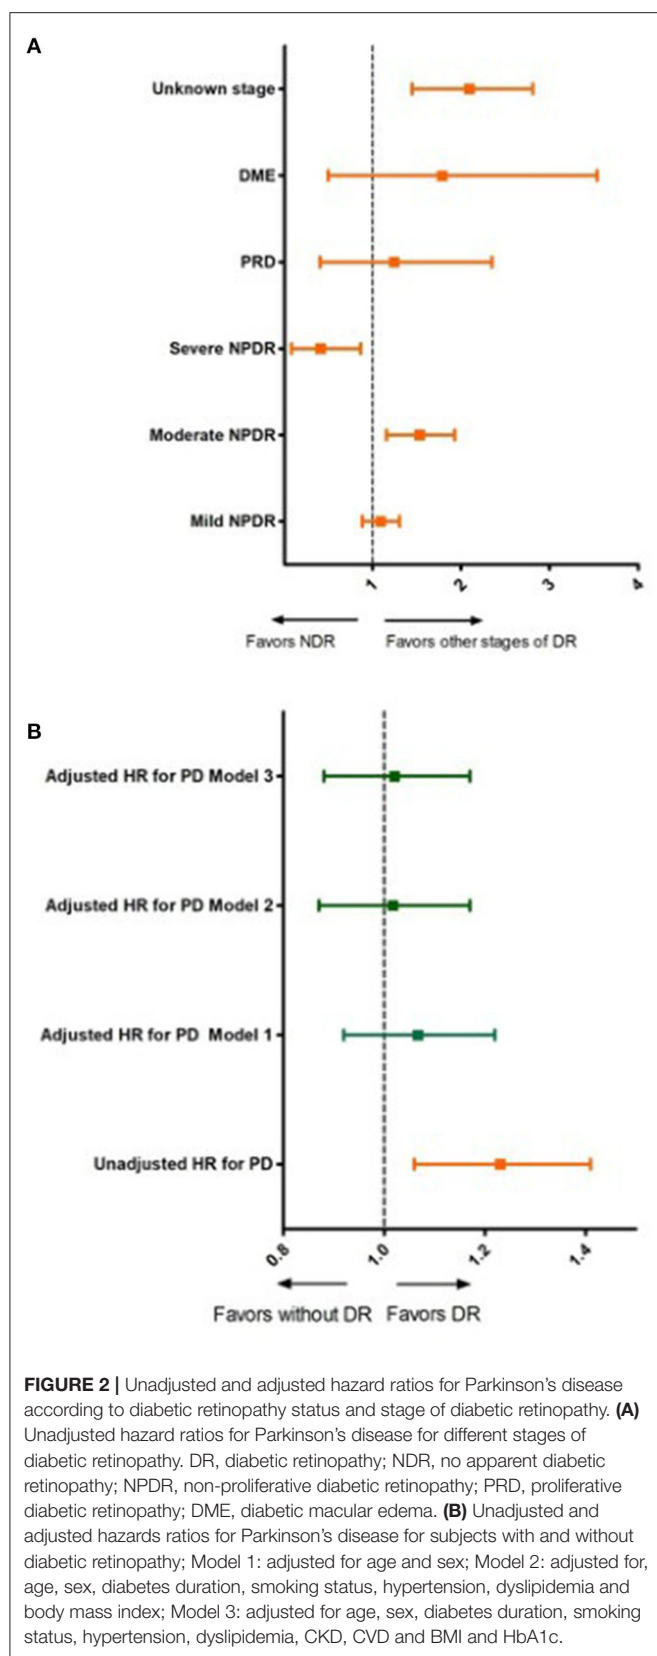 A
Unknown stage
DME
PRD
Severe NPDR
Moderate NPDR
Mild NPDR
1 2 3 4
Favors NDR Favors other stages of DR
B
Adjusted HR for PD Model 3
Adjusted HR for PD Model 2
Adjusted HR for PD Model 1
Unadjusted HR for PD
0.8 1.0 1.2 1.4
Favors without DR Favors DR
FIGURE 2 | Unadjusted and adjusted hazard ratios for Parkinson's disease
according to diabetic retinopathy status and stage of diabetic retinopathy. (A)
Unadjusted hazard ratios for Parkinson's disease for different stages of
diabetic retinopathy. DR, diabetic retinopathy; NDR, no apparent diabetic
retinopathy; NPDR, non-proliferative diabetic retinopathy; PRD, proliferative
diabetic retinopathy; DME, diabetic macular edema. (B) Unadjusted and
adjusted hazards ratios for Parkinson's disease for subjects with and without
diabetic retinopathy; Model 1: adjusted for age and sex; Model 2: adjusted for,
age, sex, diabetes duration, smoking status, hypertension, dyslipidemia and
body mass index; Model 3: adjusted for age, sex, diabetes duration, smoking
status, hypertension, dyslipidemia, CKD, CVD and BMI and HbA1c.